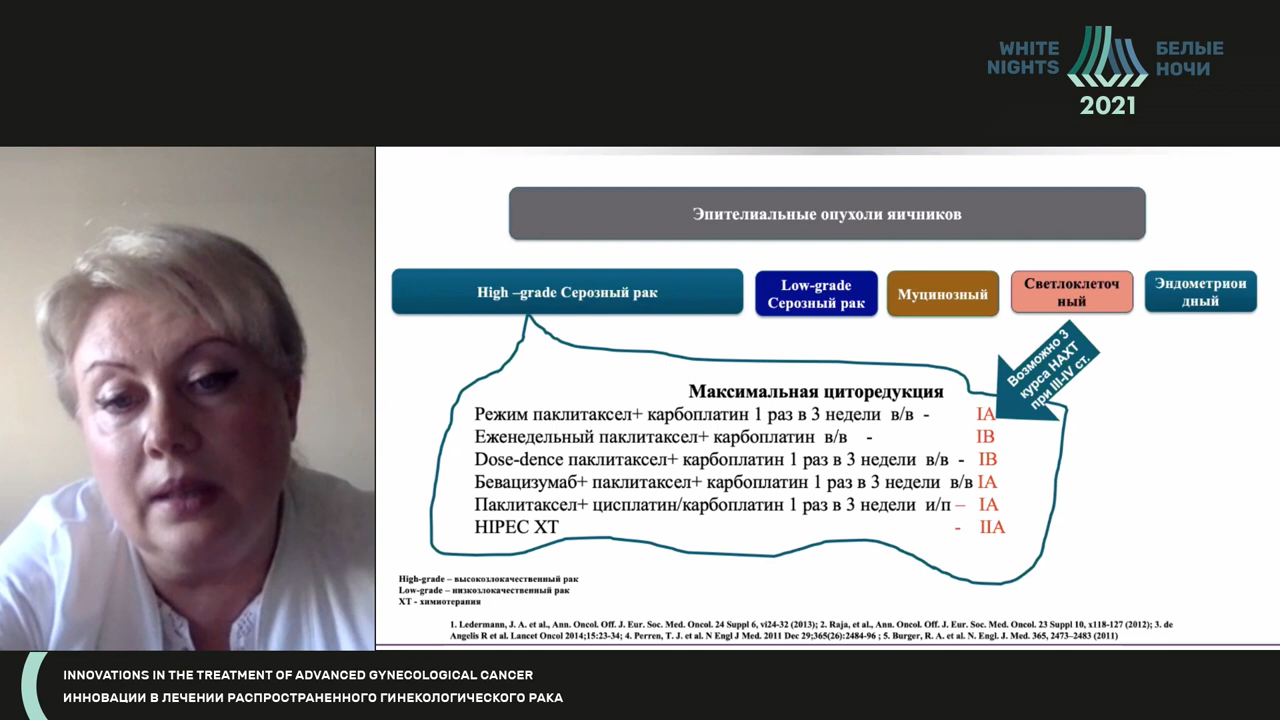 WHITE
NIGHTS
БЕЛЫЕ
НОЧИ
2021
Эпителиальные опухоли яичников
High –grade Серозный рак
Low-grade
Серозный рак
Муцинозный
Светлоклеточ
ный
Эндометриои
дный
Возможно 3
курса НАХТ
при III-IV ст.
Максимальная циторедукция
Режим паклитаксел+ карбоплатин 1 раз в 3 недели в/в - IA
Еженедельный паклитаксел+ карбоплатин в/в - IB
Dose-dence паклитаксел+ карбоплатин 1 раз в 3 недели в/в - IB
Бевацизумаб+ паклитаксел+ карбоплатин 1 раз в 3 недели в/в IA
Паклитаксел+ цисплатин/карбоплатин 1 раз в 3 недели и/п – IA
HIPEC XT - IIA
High-grade – высокозлокачественный рак
Low-grade – низкозлокачественный рак
ХТ - химиотерапия
1. Ledermann, J. A. et al., Ann. Oncol. Off. J. Eur. Soc. Med. Oncol. 24 Suppl 6, vi24-32 (2013); 2. Raja, et al., Ann. Oncol. Off. J. Eur. Soc. Med. Oncol. 23 Suppl 10, x118-127 (2012); 3. de
Angelis R et al. Lancet Oncol 2014;15:23-34; 4. Perren, T. J. et al. N Engl J Med. 2011 Dec 29;365(26):2484-96 ; 5. Burger, R. A. et al. N. Engl. J. Med. 365, 2473–2483 (2011)
INNOVATIONS IN THE TREATMENT OF ADVANCED GYNECOLOGICAL CANCER
ИННОВАЦИИ В ЛЕЧЕНИИ РАСПРОСТРАНЕННОГО ГИНЕКОЛОГИЧЕСКОГО РАКА